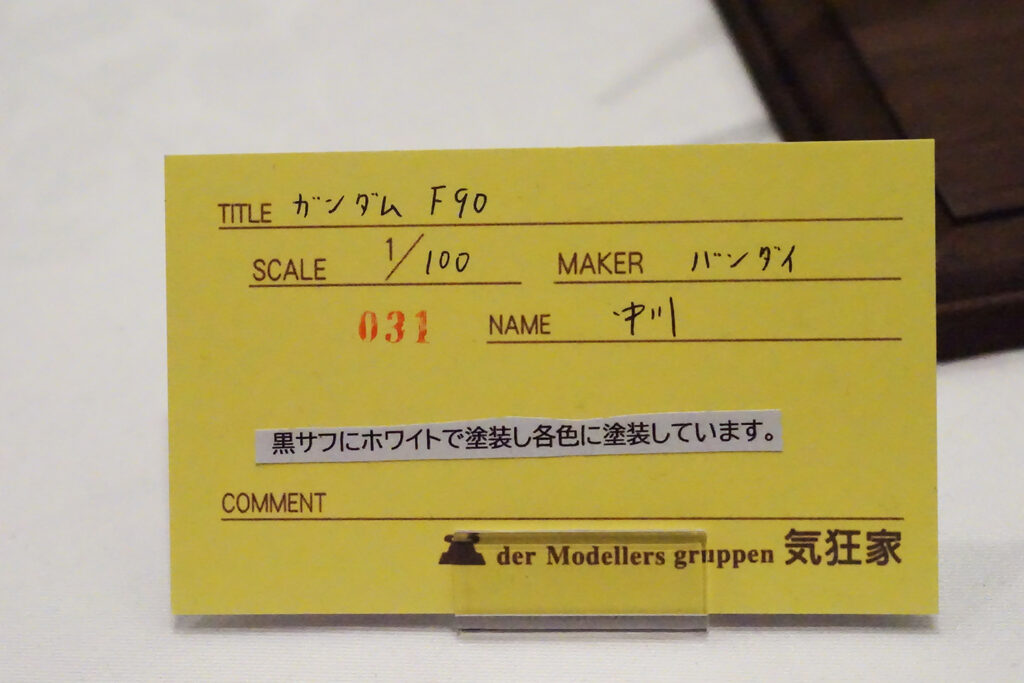 TITLE ガンダム F90
SCALE 1/100 MAKER バンダイ
031 NAME 中川
黒サフにホワイトで塗装し各色に塗装しています。
COMMENT
der Modellers gruppen 気狂家